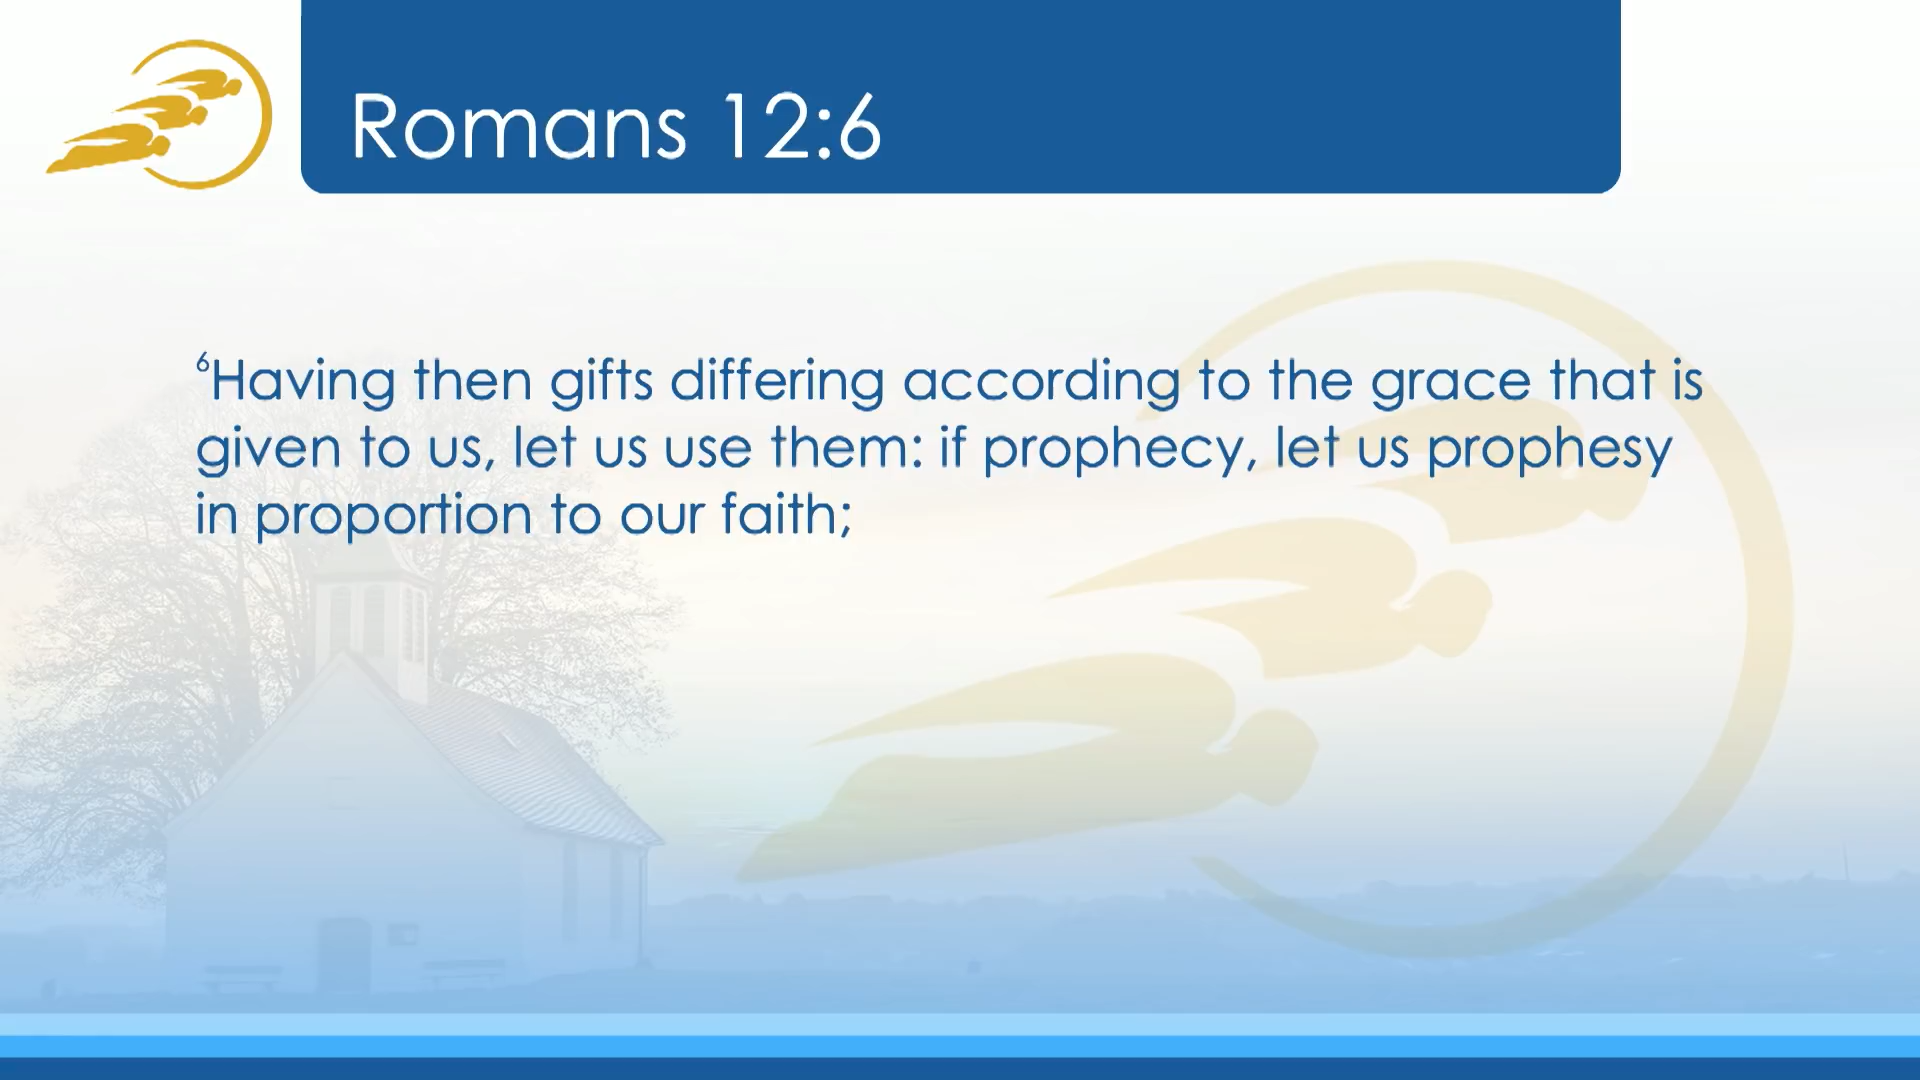 Romans 12:6
6Having then gifts differing according to the grace that is
given to us, let us use them: if prophecy, let us prophesy
in proportion to our faith;